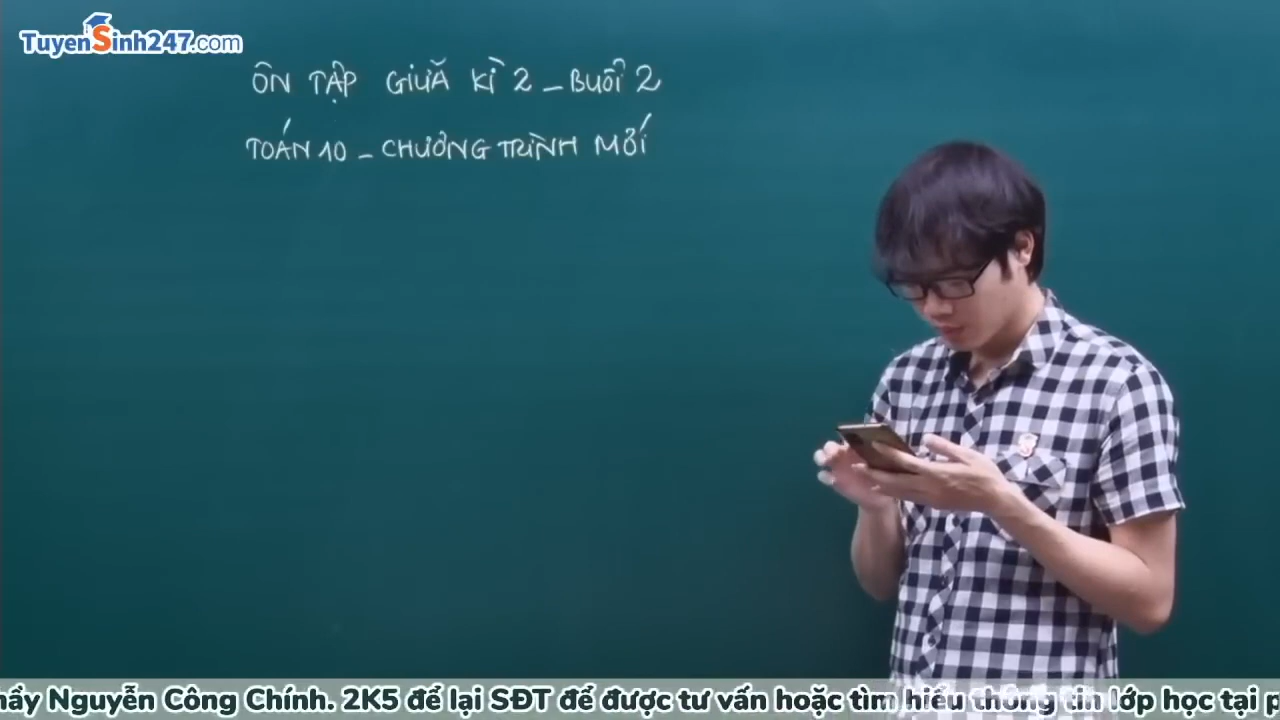 TuyenSinh247.com
ÔN TẬP GIỮA KÌ 2 - BUỔI 2
TOÁN 10 - CHƯƠNG TRÌNH MỚI
Nguyễn Công Chính. 2K5 để lại SĐT để được tư vấn hoặc tìm hiểu thông tin lớp học tại